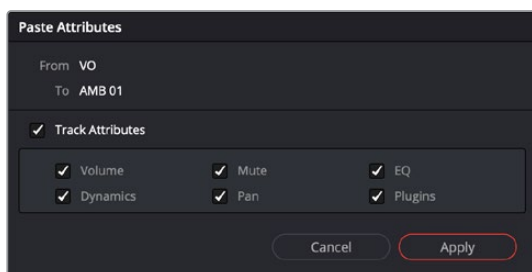 Paste Attributes
From VO
To AMB 01
Track Attributes
Volume Mute EQ
Dynamics Pan Plugins
Cancel Apply